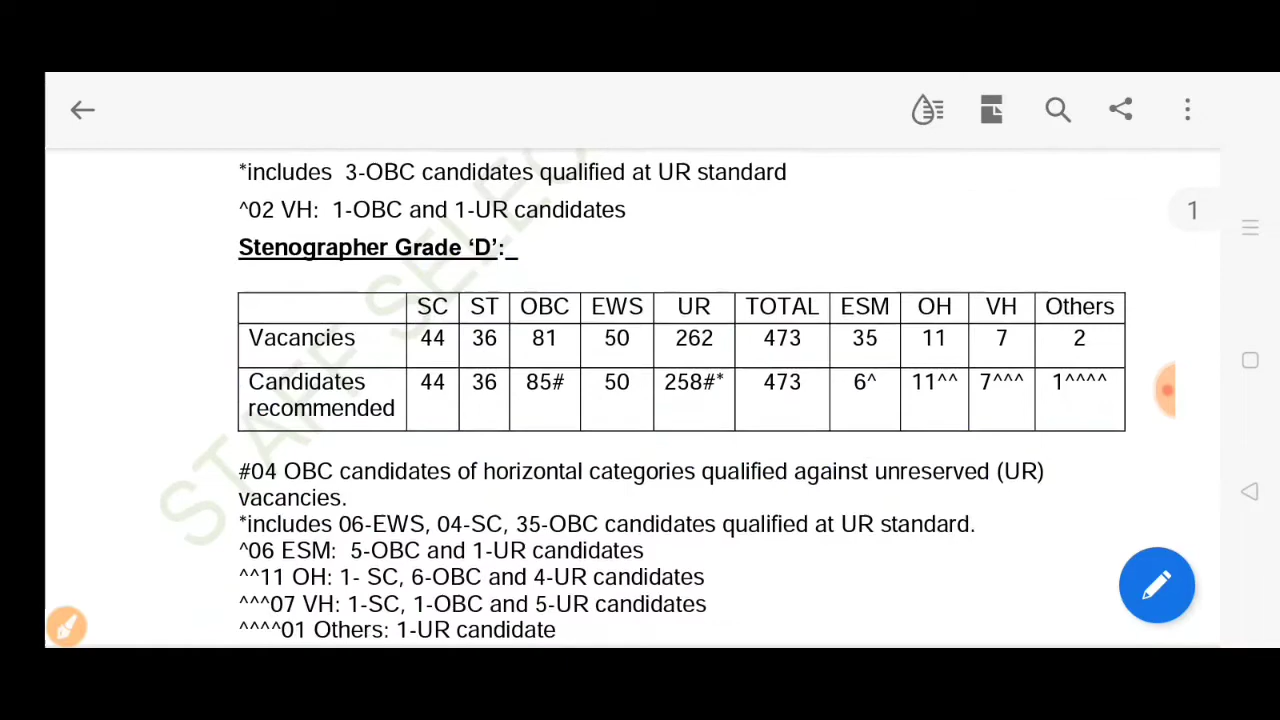 1
*includes 3-OBC candidates qualified at UR standard
^02 VH: 1-OBC and 1-UR candidates
Stenographer Grade ‘D’:
SC ST OBC EWS UR TOTAL ESM OH VH Others
Vacancies 44 36 81 50 262 473 35 11 7 2
Candidates recommended 44 36 85# 50 258#* 473 6^ 11^^ 7^^^ 1^^^^
#04 OBC candidates of horizontal categories qualified against unreserved (UR)
vacancies.
*includes 06-EWS, 04-SC, 35-OBC candidates qualified at UR standard.
^06 ESM: 5-OBC and 1-UR candidates
^^11 OH: 1- SC, 6-OBC and 4-UR candidates
^^^07 VH: 1-SC, 1-OBC and 5-UR candidates
^^^^01 Others: 1-UR candidate
STAFF SELEC